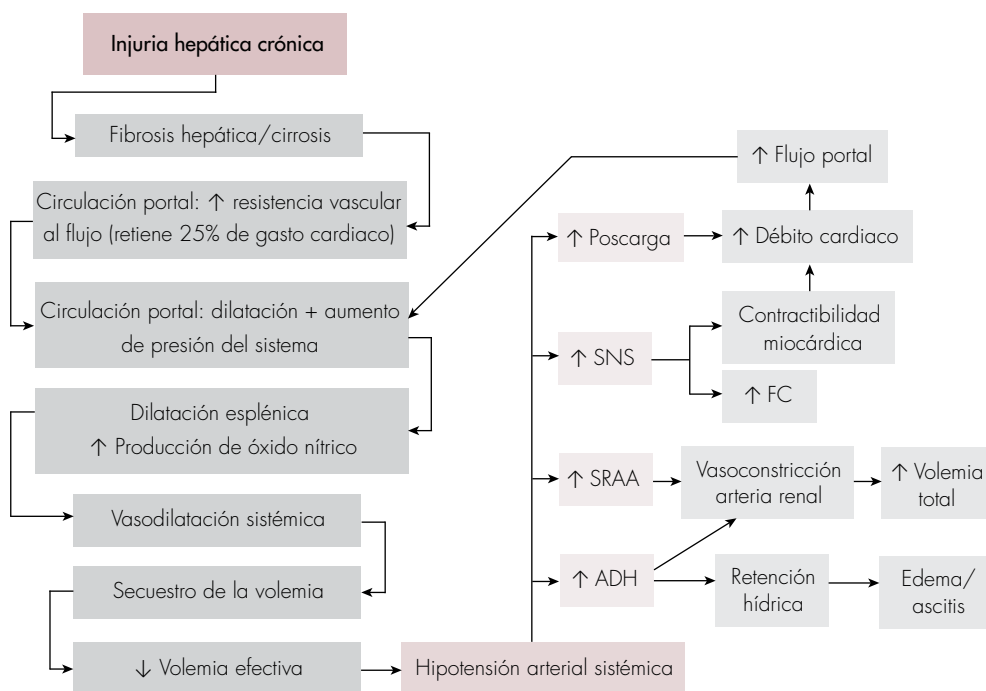 Injuria hepática crónica
Fibrosis hepática/cirrosis
Circulación portal: ↑ resistencia vascular
al flujo (retiene 25% de gasto cardiaco)
Circulación portal: dilatación + aumento
de presión del sistema
Dilatación esplénica
↑ Producción de óxido nítrico
Vasodilatación sistémica
Secuestro de la volemia
↓ Volemia efectiva
Hipotensión arterial sistémica
↑ Poscarga
↑ SNS
↑ SRAA
↑ ADH
↑ Flujo portal
↑ Débito cardiaco
Contractibilidad
miocárdica
↑ FC
Vasoconstricción
arteria renal
↑ Volemia
total
Retención
hídrica
Edema/
ascitis